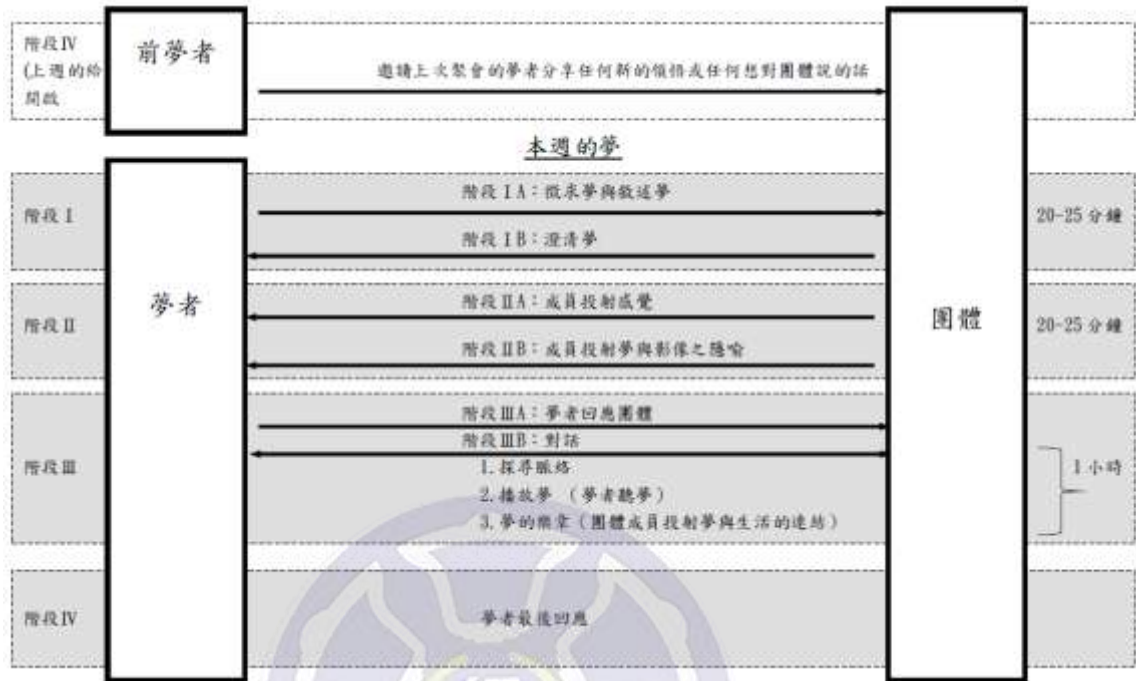 階段Ⅳ
(上週的給
開啟
前夢者
邀請上次聚會的夢者分享任何新的領悟或任何想對團體說的話
本週的夢
階段Ⅰ
階段ⅠA：徵求夢與敘述夢
20-25分鐘
階段ⅠB：澄清夢
夢者
團體
階段Ⅱ
階段ⅡA：成員投射感覺
20-25分鐘
階段ⅡB：成員投射夢與影像之隱喻
階段Ⅲ
階段ⅢA：夢者回應團體
階段ⅢB：對話
1.探尋脈絡
1小時
2.播放夢 (夢者聽夢)
3.夢的樂章(團體成員投射夢與生活的連結)
階段Ⅳ
夢者最後回應